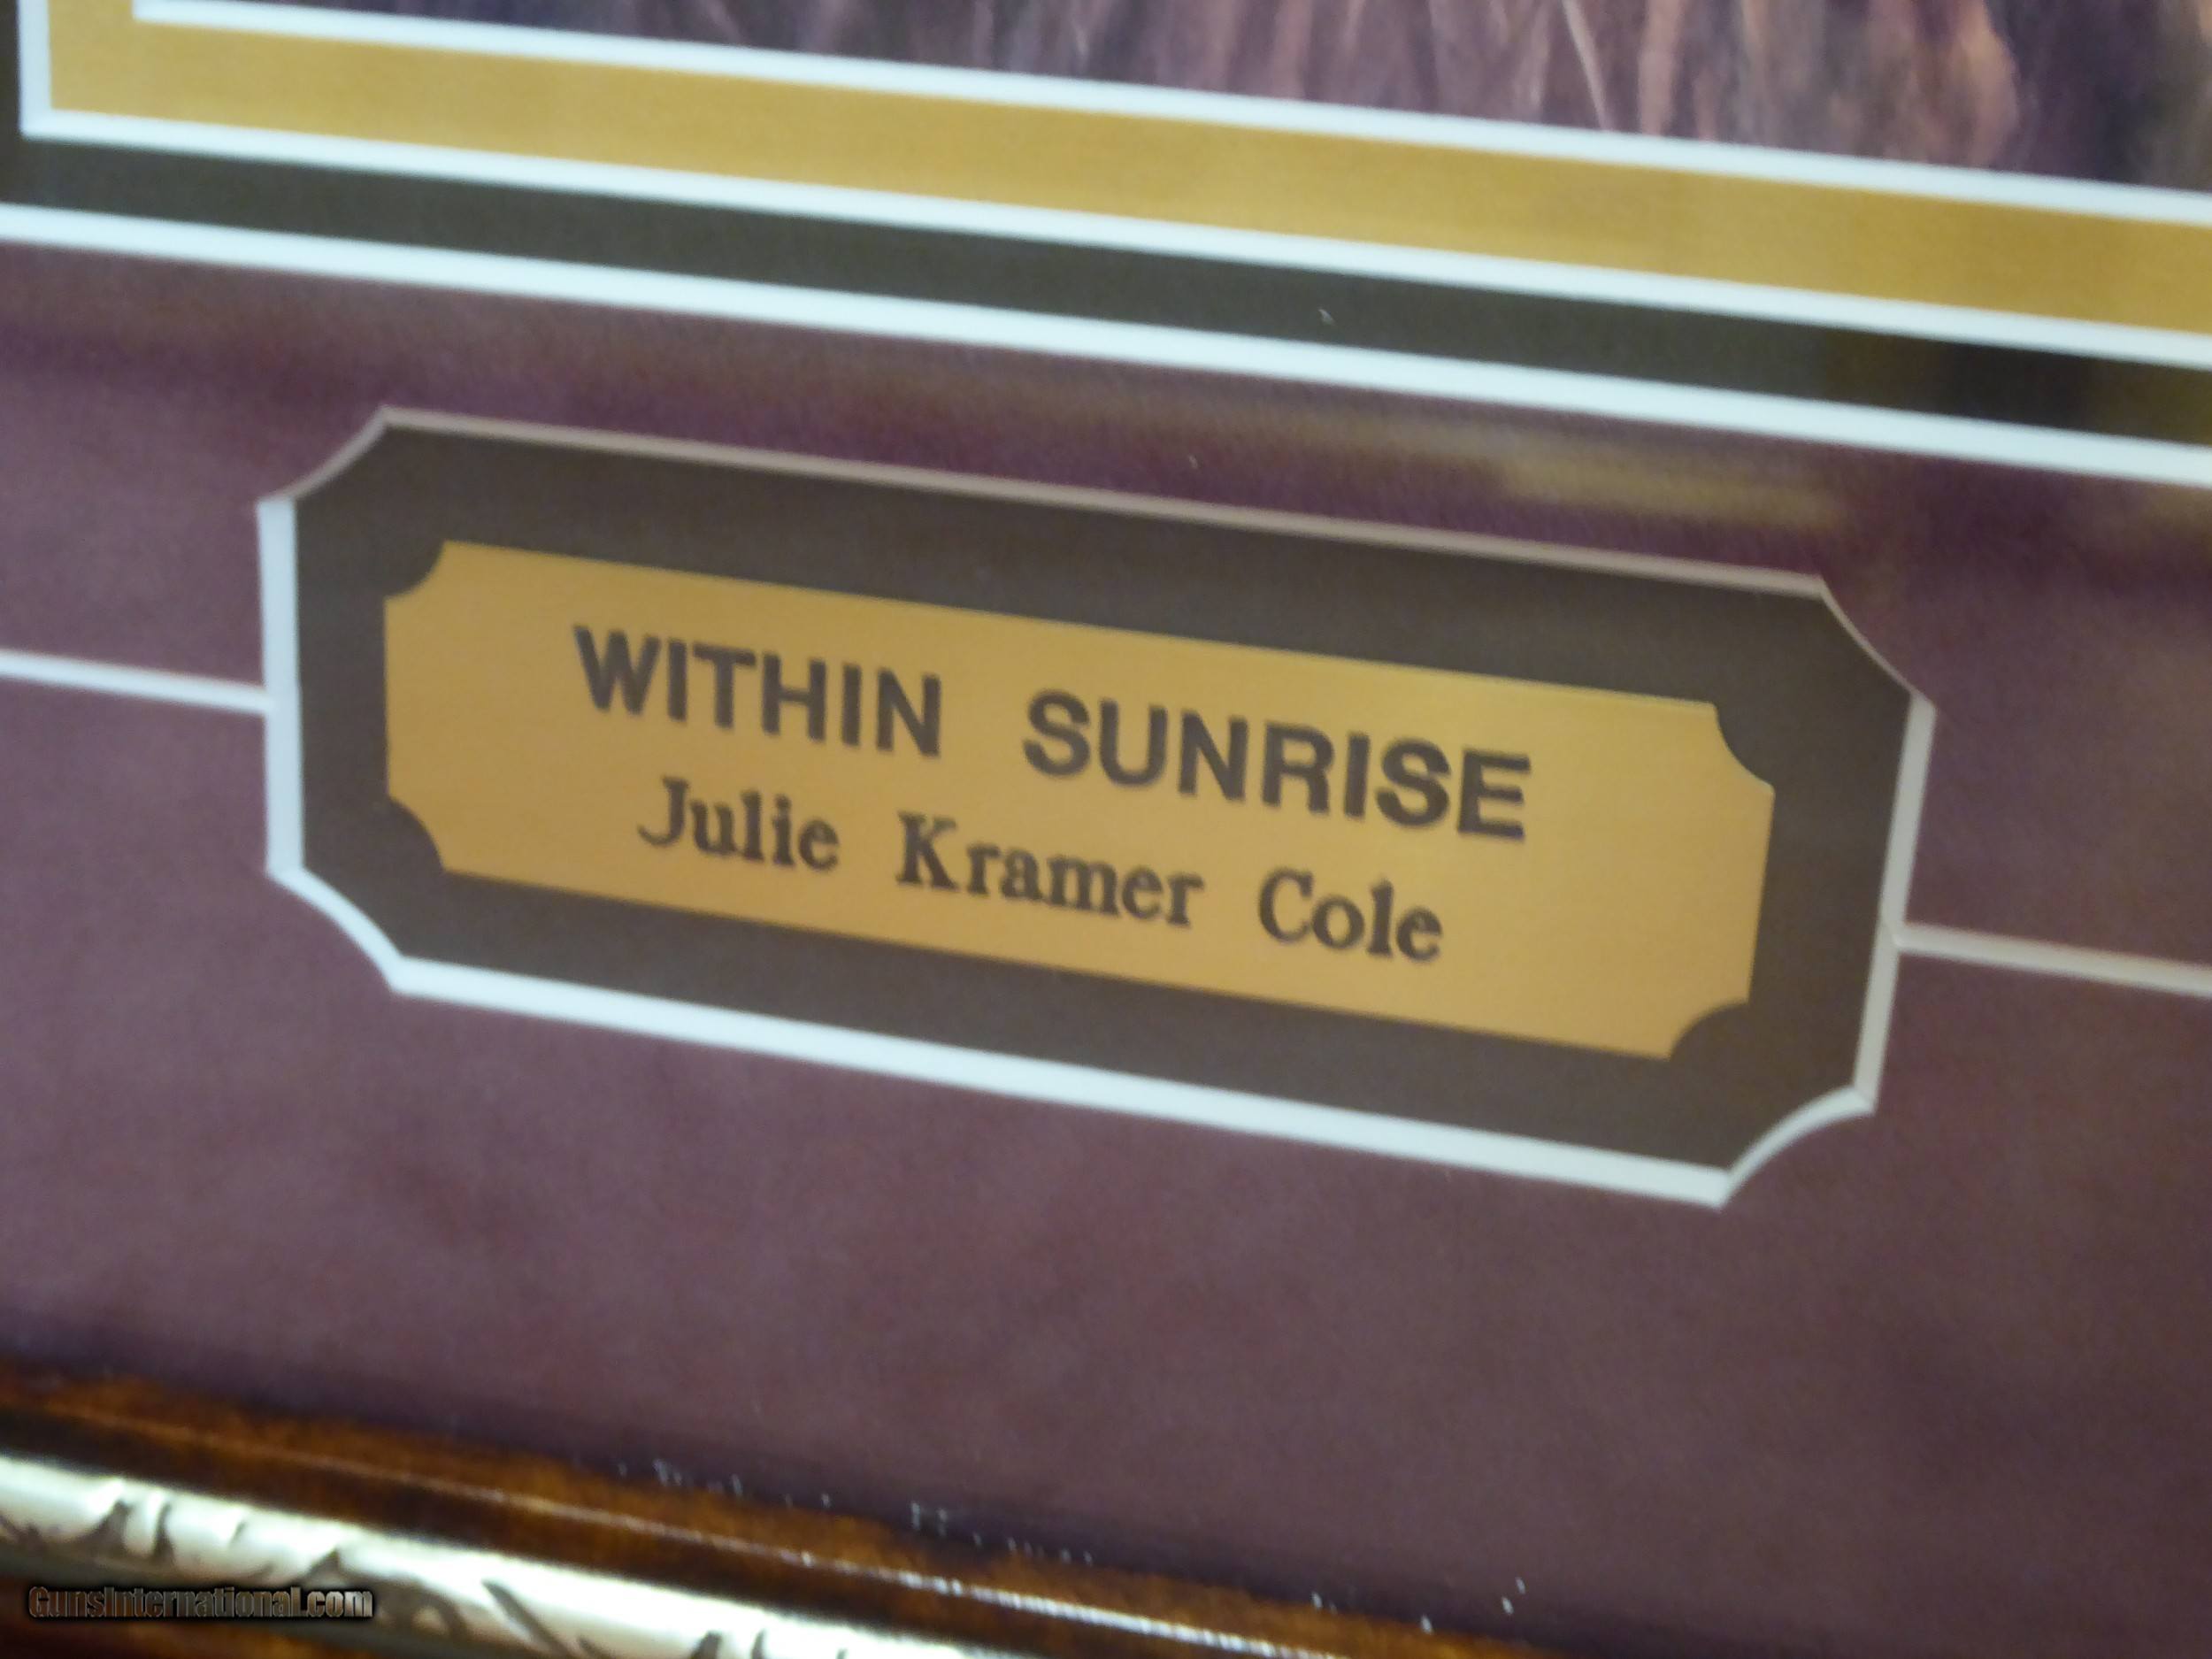 WITHIN SUNRISE
Julie Kramer Cole
GunsInternational.com